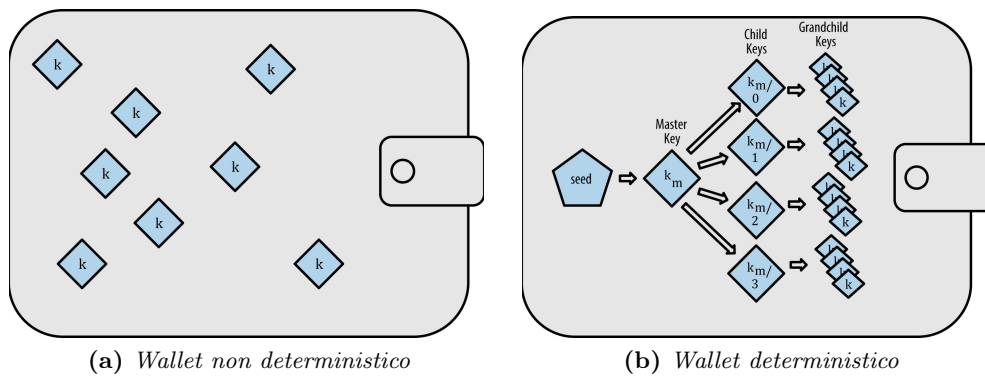 k
k
k
k
k
k
k
k
(a) Wallet non deterministico
Child
Keys
Grandchild
Keys
Master
Key
seed
k m
k m/
0
k m/
1
k m/
2
k m/
3
k
k
k
k
k
k
k
k
(b) Wallet deterministico